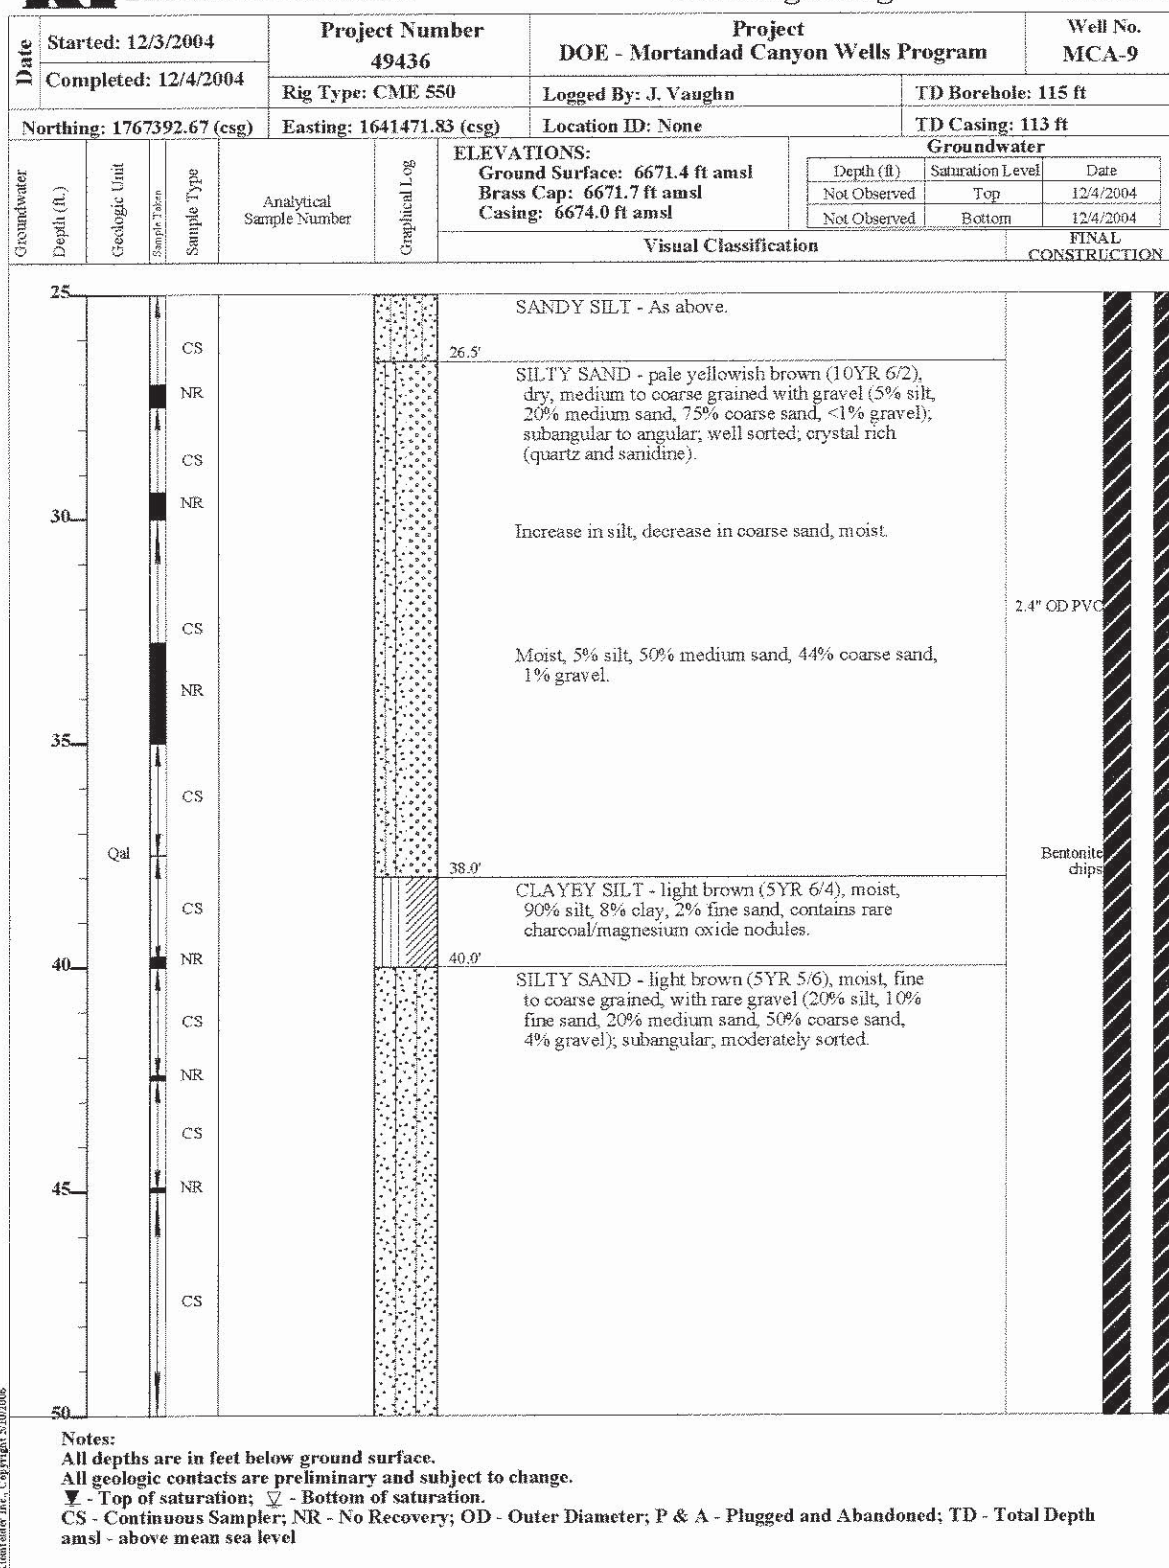 Date
Started: 12/3/2004
Completed: 12/4/2004
Project Number
49436
Project
DOE - Mortandad Canyon Wells Program
Well No.
MCA-9
Rig Type: CME 550
Logged By: J. Vaughn
TD Borehole: 115 ft
Northing: 1767392.67 (csg)
Easting: 1641471.83 (csg)
Location ID: None
TD Casing: 113 ft
Groundwater
Depth (ft.)
Geologic Unit
Sample Taken
Sample Type
Analytical
Sample Number
Graphical Log
ELEVATIONS:
Ground Surface: 6671.4 ft amsl
Brass Cap: 6671.7 ft amsl
Casing: 6674.0 ft amsl
Groundwater
Depth (ft) Saturation Level Date
Not Observed Top 12/4/2004
Not Observed Bottom 12/4/2004
Visual Classification
FINAL
CONSTRUCTION
25
SANDY SILT - As above.
CS
26.5'
SILTY SAND - pale yellowish brown (10YR 6/2),
dry, medium to coarse grained with gravel (5% silt,
20% medium sand, 75% coarse sand, <1% gravel);
subangular to angular; well sorted; crystal rich
(quartz and sanidine).
NR
CS
NR
30
Increase in silt, decrease in coarse sand, moist.
2.4" OD PVC
CS
Moist, 5% silt, 50% medium sand, 44% coarse sand,
1% gravel.
NR
35
CS
Qal
Bentonite
chips
38.0'
CLAYEY SILT - light brown (5YR 6/4), moist,
90% silt, 8% clay, 2% fine sand, contains rare
charcoal/magnesium oxide nodules.
CS
NR
40.0'
40
SILTY SAND - light brown (5YR 5/6), moist, fine
to coarse grained, with rare gravel (20% silt, 10%
fine sand, 20% medium sand, 50% coarse sand,
4% gravel); subangular; moderately sorted.
CS
NR
CS
NR
45
CS
50
Notes:
All depths are in feet below ground surface.
All geologic contacts are preliminary and subject to change.
▼ - Top of saturation; ▽ - Bottom of saturation.
CS - Continuous Sampler; NR - No Recovery; OD - Outer Diameter; P & A - Plugged and Abandoned; TD - Total Depth
amsl - above mean sea level
Inc., Copyright 5/10/2006